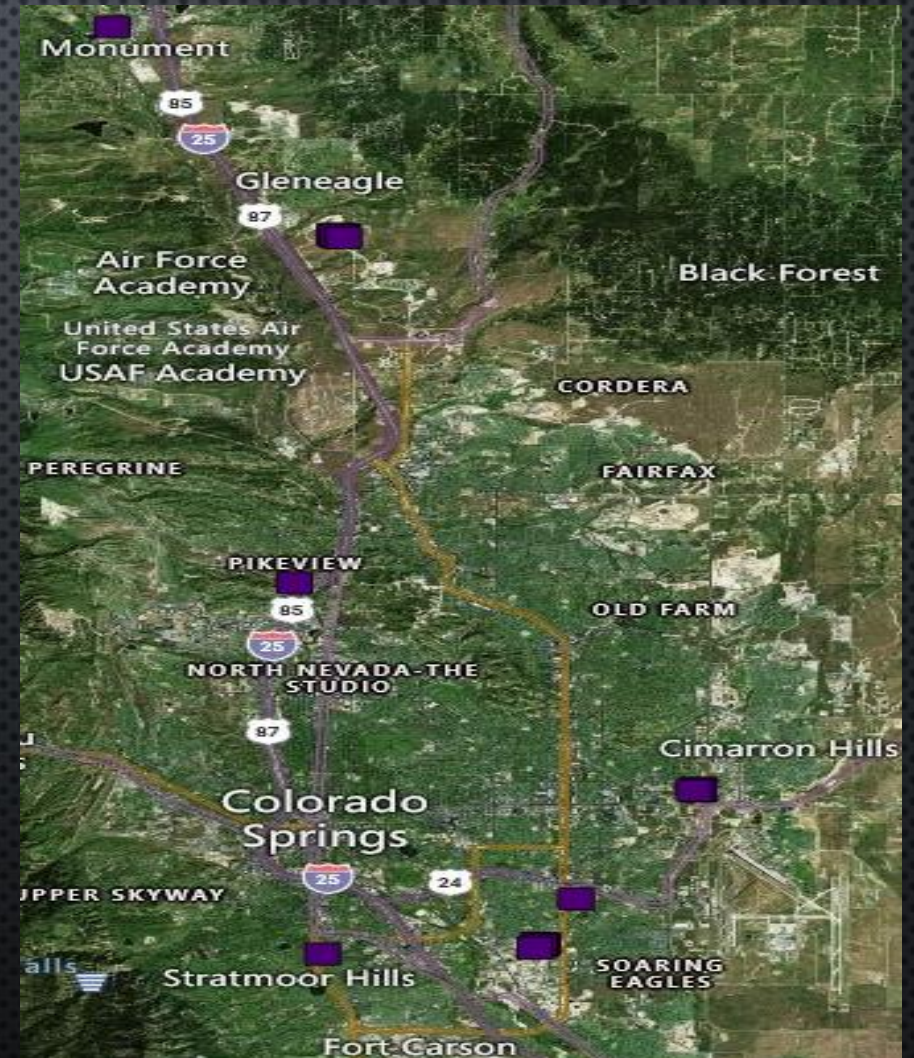 Monument
85
25
Gleneagle
87
Air Force
Academy
Black Forest
United States Air
Force Academy
USAF Academy
CORDERA
PEREGRINE
FAIRFAX
PIKEVIEW
85
OLD FARM
25
NORTH NEVADA-THE
STUDIO
87
Cimarron Hills
Colorado
Springs
25
24
UPPER SKYWAY
alls
SOARING
EAGLES
Stratmoor Hills
Fort Carson